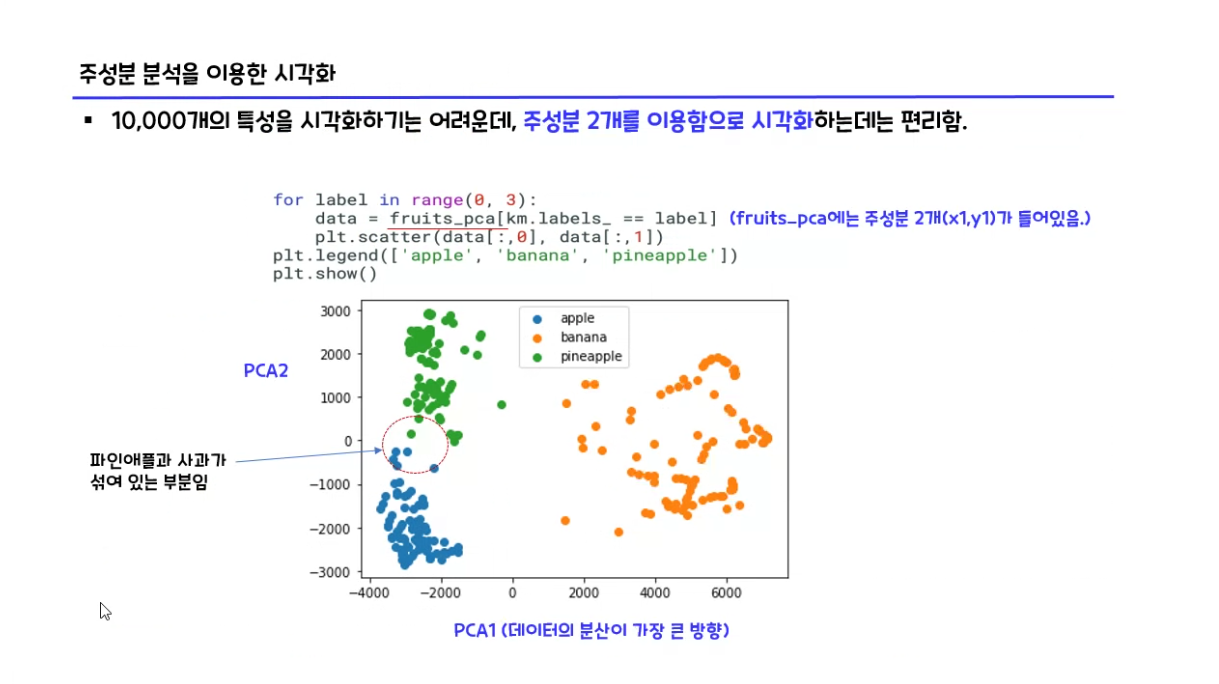 주성분 분석을 이용한 시각화
▪ 10,000개의 특성을 시각화하기는 어려운데, 주성분 2개를 이용함으로 시각화하는데는 편리함.
for label in range(0, 3):
    data = fruits_pca[km.labels_ == label] (fruits_pca에는 주성분 2개(x1,y1)가 들어있음.)
    plt.scatter(data[:,0], data[:,1])
plt.legend(['apple', 'banana', 'pineapple'])
plt.show()
apple
banana
pineapple
3000
2000
1000
0
−1000
−2000
−3000
PCA2
파인애플과 사과가
섞여 있는 부분임
−4000 −2000 0 2000 4000 6000
PCA1 (데이터의 분산이 가장 큰 방향)